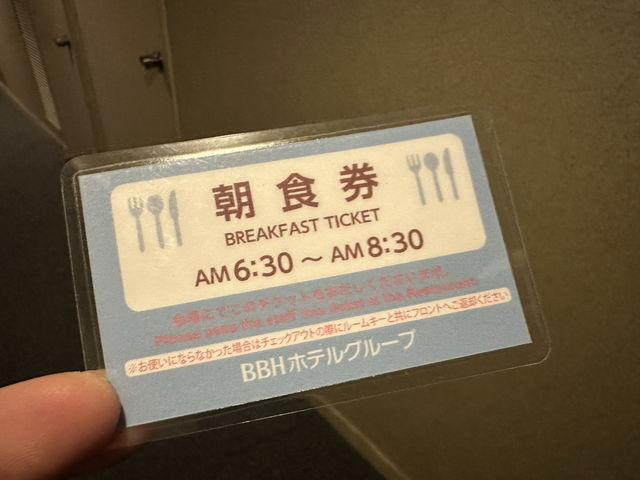 朝食券
BREAKFAST TICKET
AM6:30 ～ AM8:30
会場にてこのチケットをお渡しくださいませ。
Please pass the staff this ticket at the Restaurant.
※お使いにならなかった場合はチェックアウトの際にルームキーと共にフロントへご返却ください
BBHホテルグループ